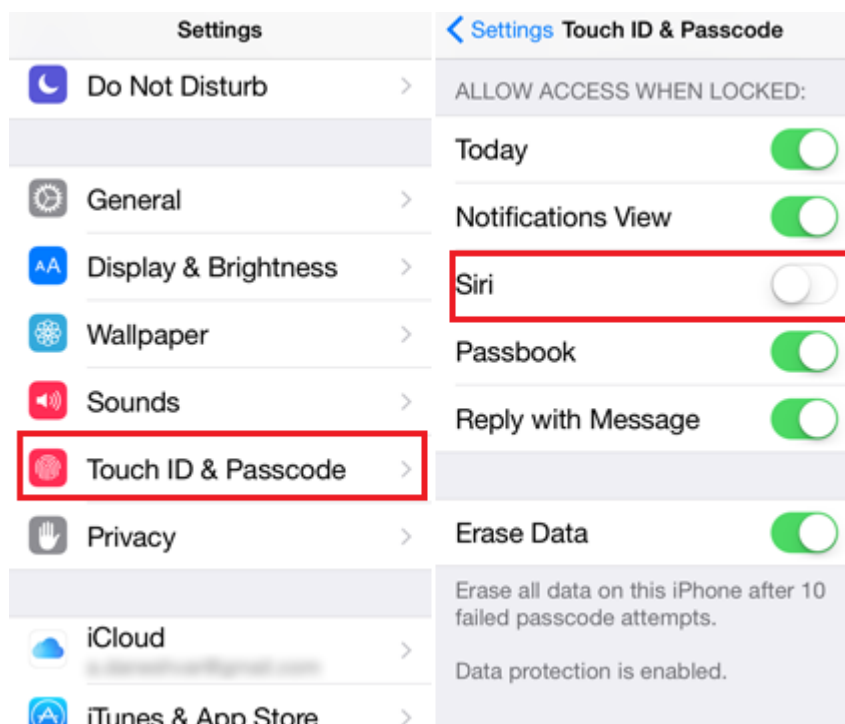 Settings
Do Not Disturb
General
AA Display & Brightness
Wallpaper
Sounds
Touch ID & Passcode
Privacy
iCloud
iTunes & App Store
Settings Touch ID & Passcode
ALLOW ACCESS WHEN LOCKED:
Today
Notifications View
Siri
Passbook
Reply with Message
Erase Data
Erase all data on this iPhone after 10
failed passcode attempts.
Data protection is enabled.